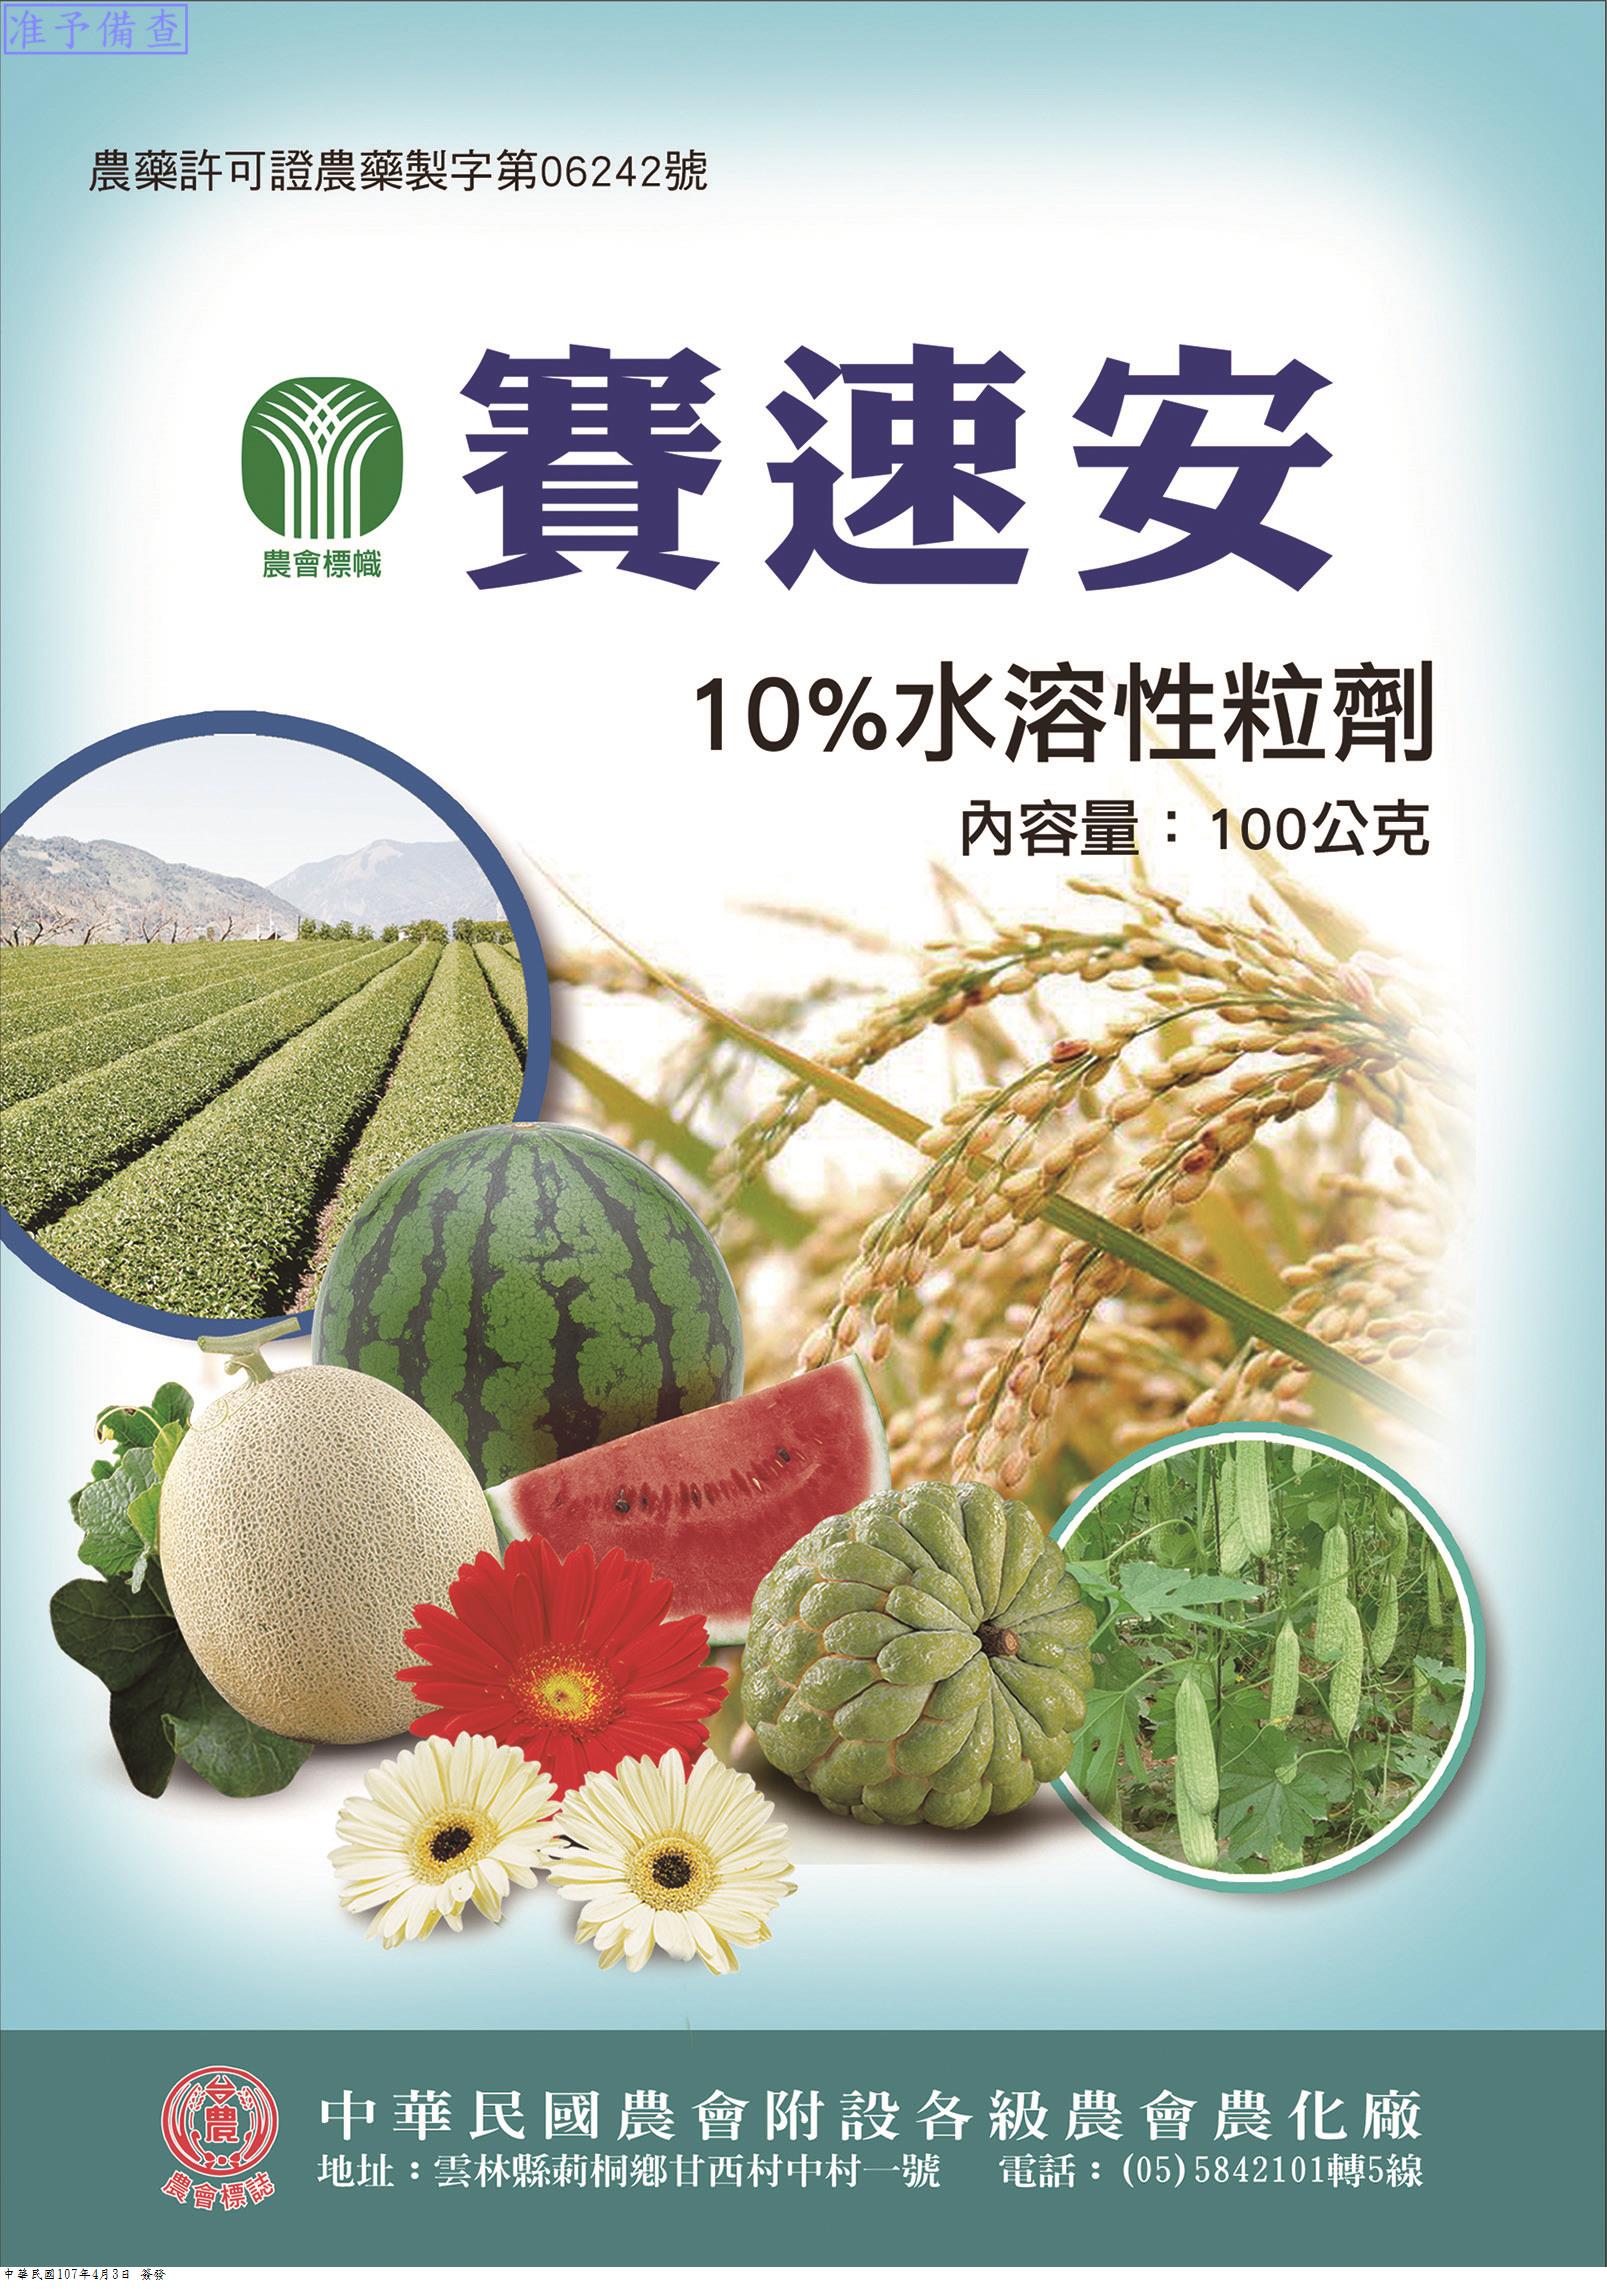 准予備查
農藥許可證農藥製字第06242號
賽速安
農會標幟
10%水溶性粒劑
內容量：100公克
農
中華民國農會附設各級農會農化廠
地址：雲林縣莿桐鄉甘西村中村一號 電話：(05)5842101轉5線
農會標誌
中華民國107年4月3日 簽發